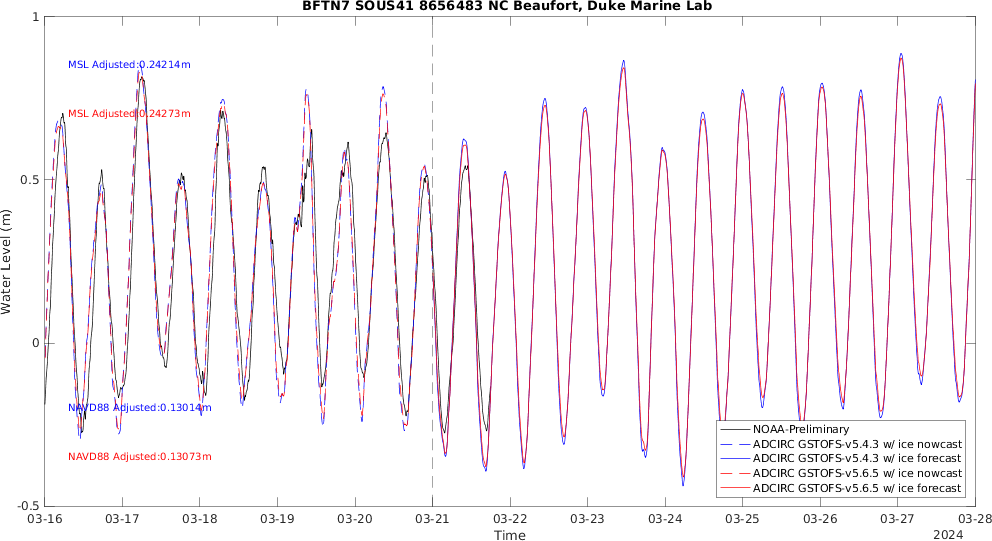 BFTN7 SOUS41 8656483 NC Beaufort, Duke Marine Lab
1
MSL Adjusted:0.24214m
MSL Adjusted:0.24273m
0.5
Water Level (m)
0
NAVD88 Adjusted:0.13014m
NAVD88 Adjusted:0.13073m
NOAA-Preliminary
ADCIRC GSTOFS-v5.4.3 w/ ice nowcast
ADCIRC GSTOFS-v5.4.3 w/ ice forecast
ADCIRC GSTOFS-v5.6.5 w/ ice nowcast
ADCIRC GSTOFS-v5.6.5 w/ ice forecast
-0.5
03-16 03-17 03-18 03-19 03-20 03-21 03-22 03-23 03-24 03-25 03-26 03-27 03-28
Time
2024